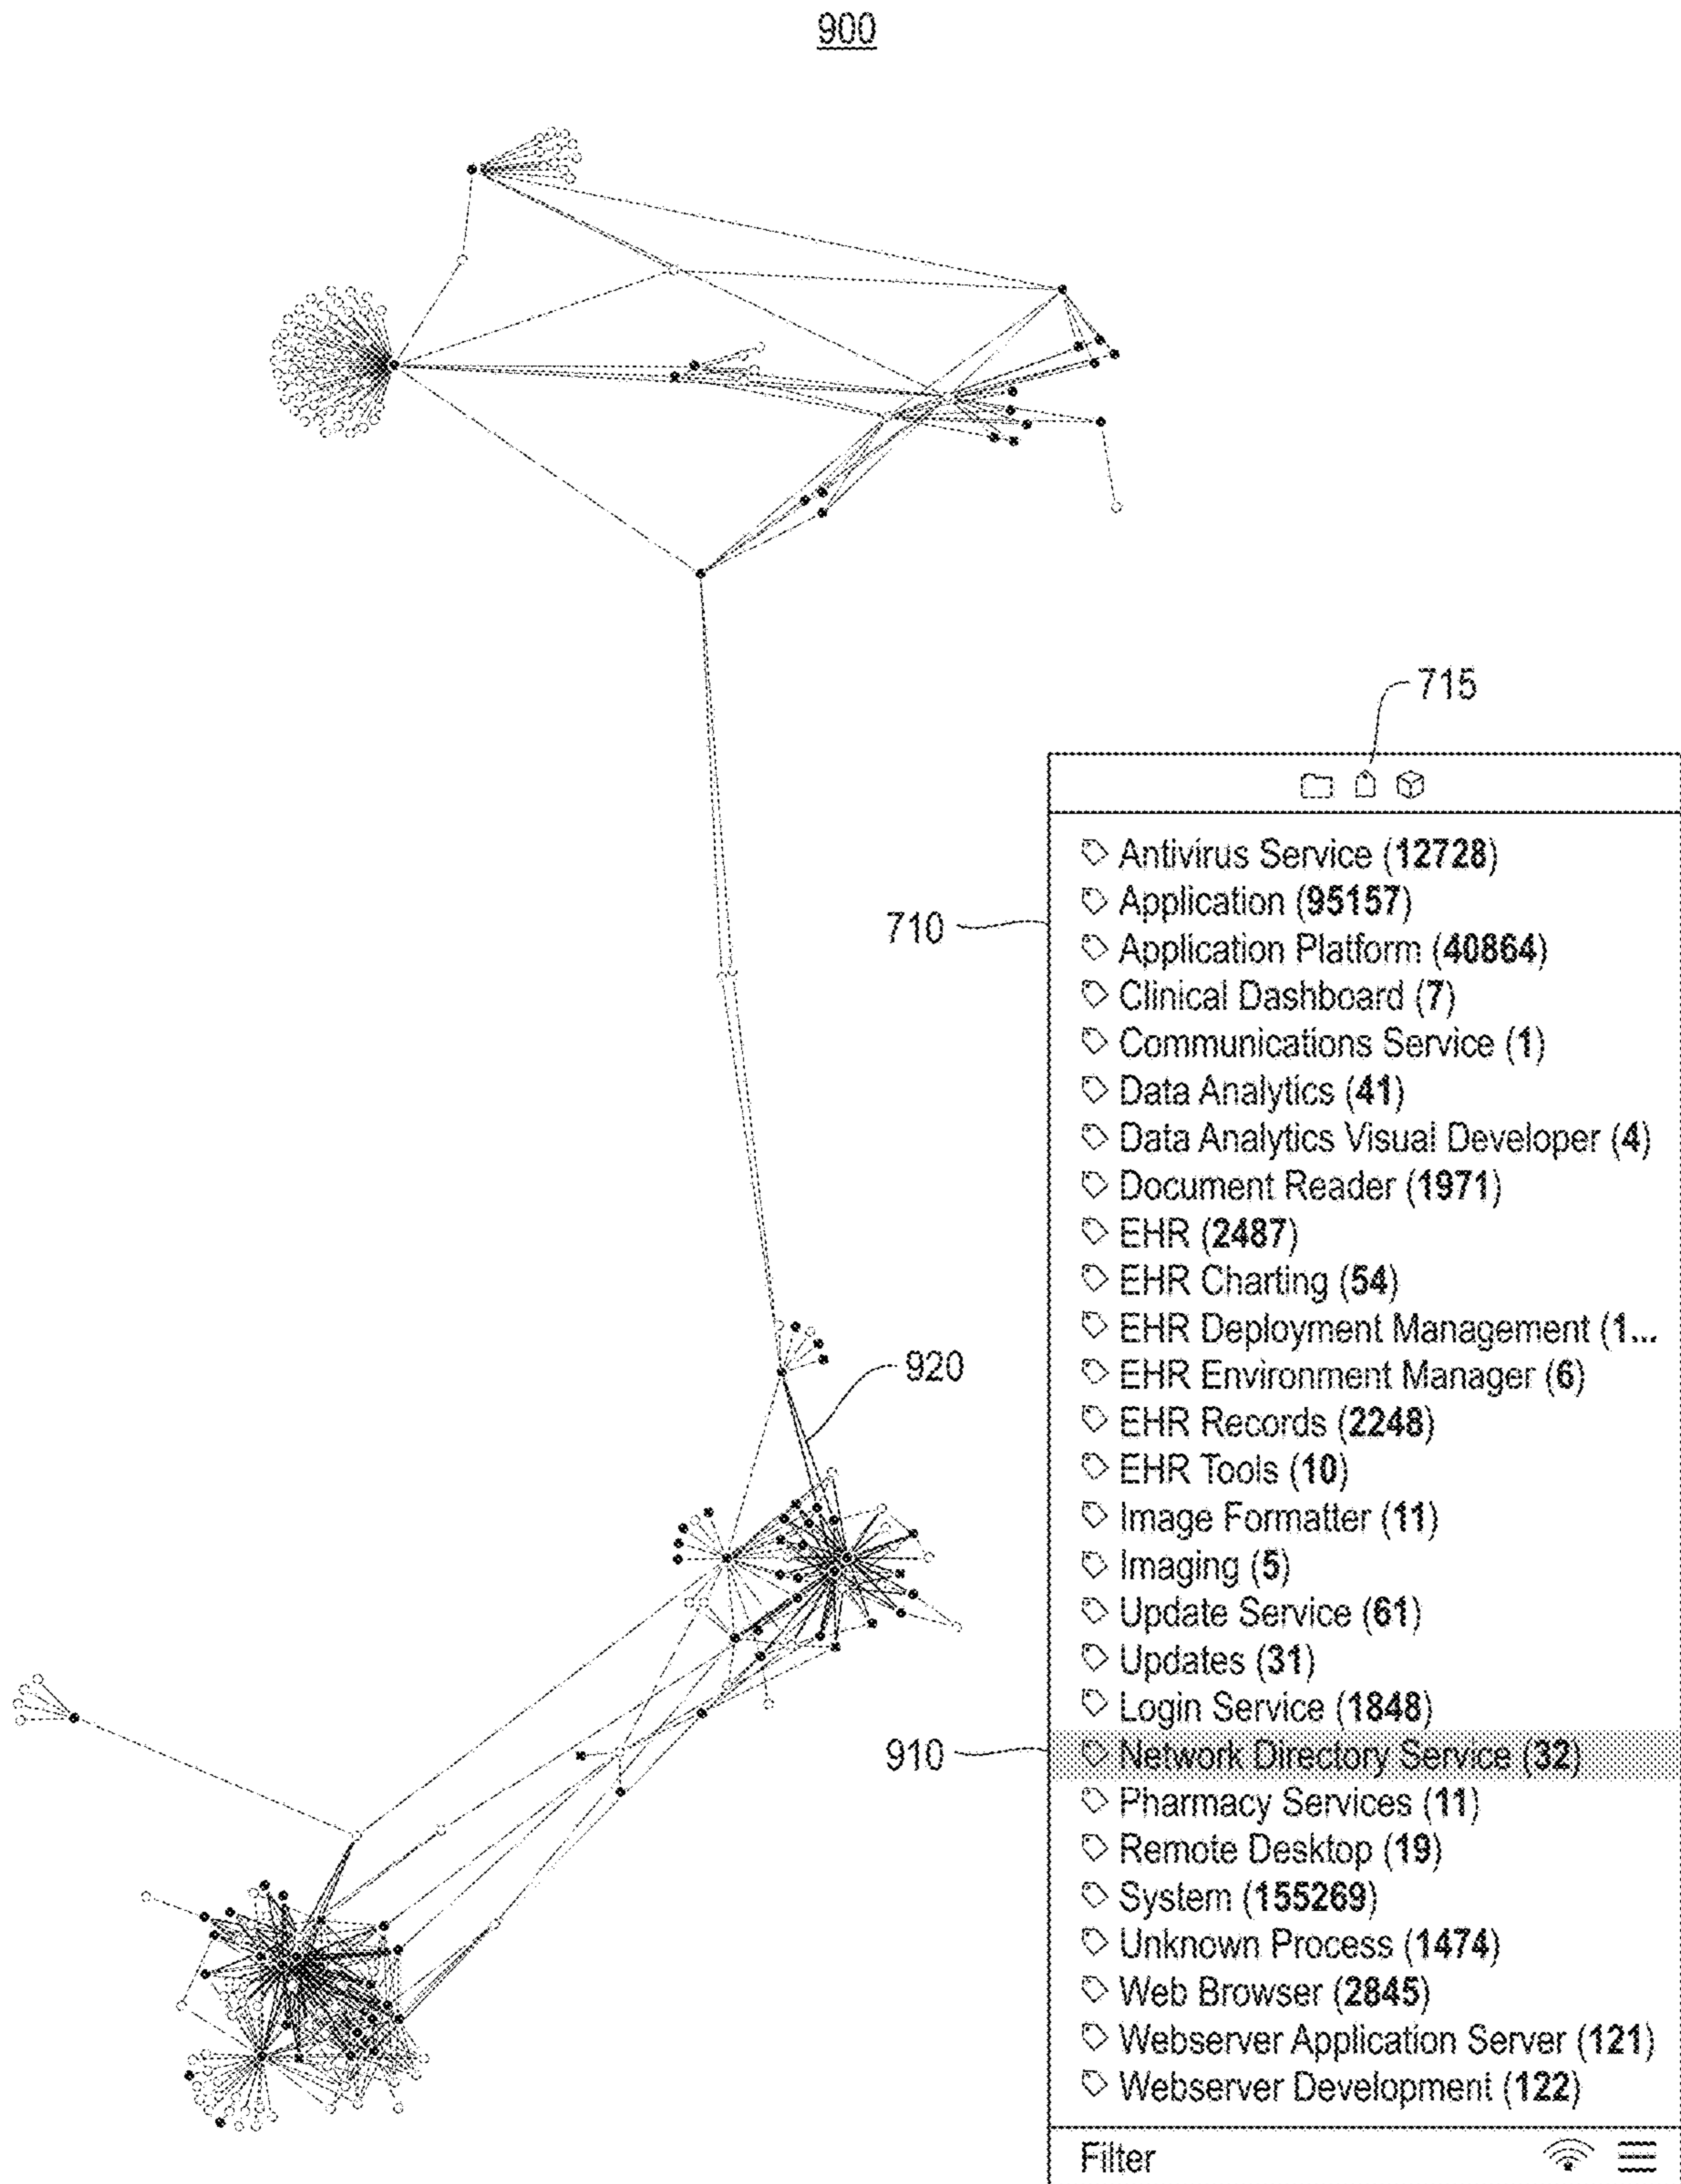 900
715
710
Antivirus Service (12728)
Application (95157)
Application Platform (40864)
Clinical Dashboard (7)
Communications Service (1)
Data Analytics (41)
Data Analytics Visual Developer (4)
Document Reader (1971)
EHR (2487)
EHR Charting (54)
EHR Deployment Management (1...
EHR Environment Manager (6)
EHR Records (2248)
EHR Tools (10)
Image Formatter (11)
Imaging (5)
Update Service (61)
Updates (31)
Login Service (1848)
Network Directory Service (32)
Pharmacy Services (11)
Remote Desktop (19)
System (155269)
Unknown Process (1474)
Web Browser (2845)
Webserver Application Server (121)
Webserver Development (122)
Filter
920
910